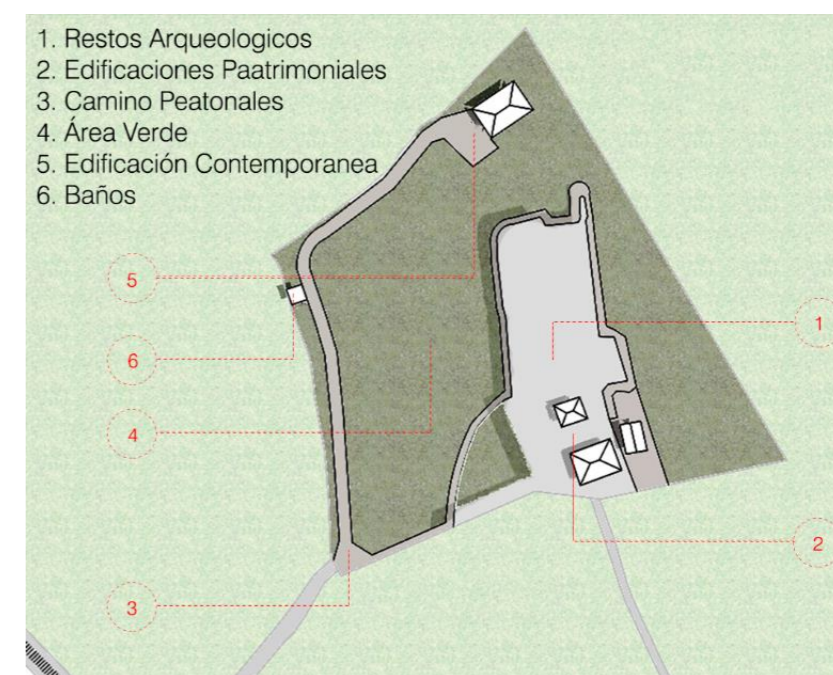 1. Restos Arqueologicos
2. Edificaciones Paatrimoniales
3. Camino Peatonales
4. Área Verde
5. Edificación Contemporanea
6. Baños
5
1
6
4
2
3